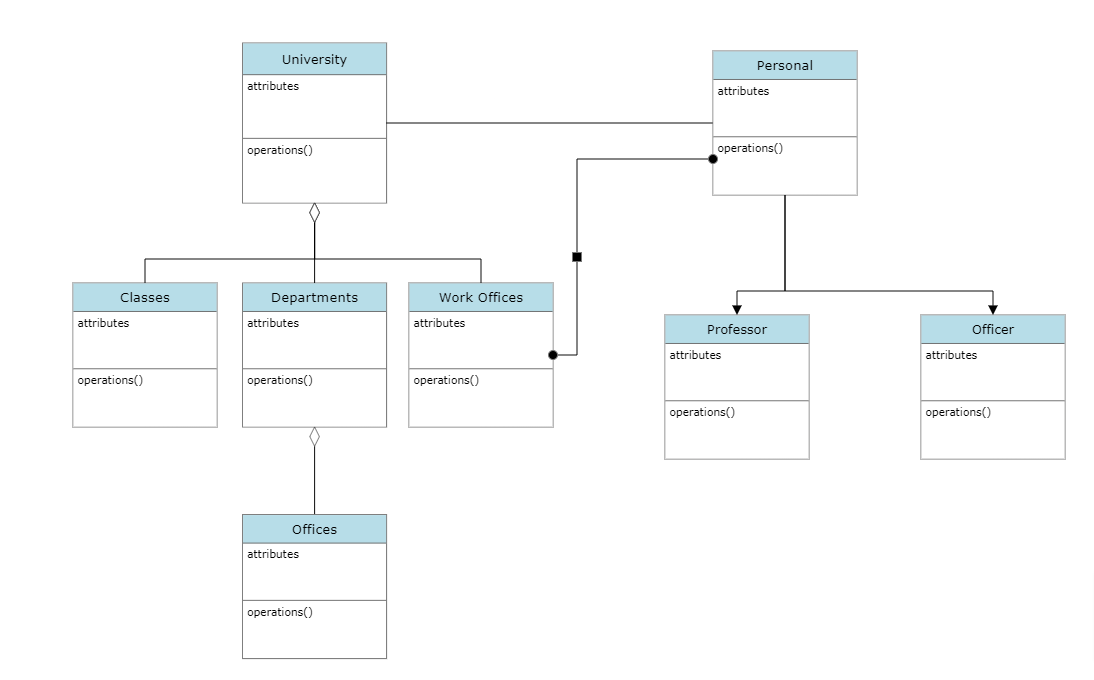 University
attributes
operations()
Personal
attributes
operations()
Classes
attributes
operations()
Departments
attributes
operations()
Work Offices
attributes
operations()
Professor
attributes
operations()
Officer
attributes
operations()
Offices
attributes
operations()